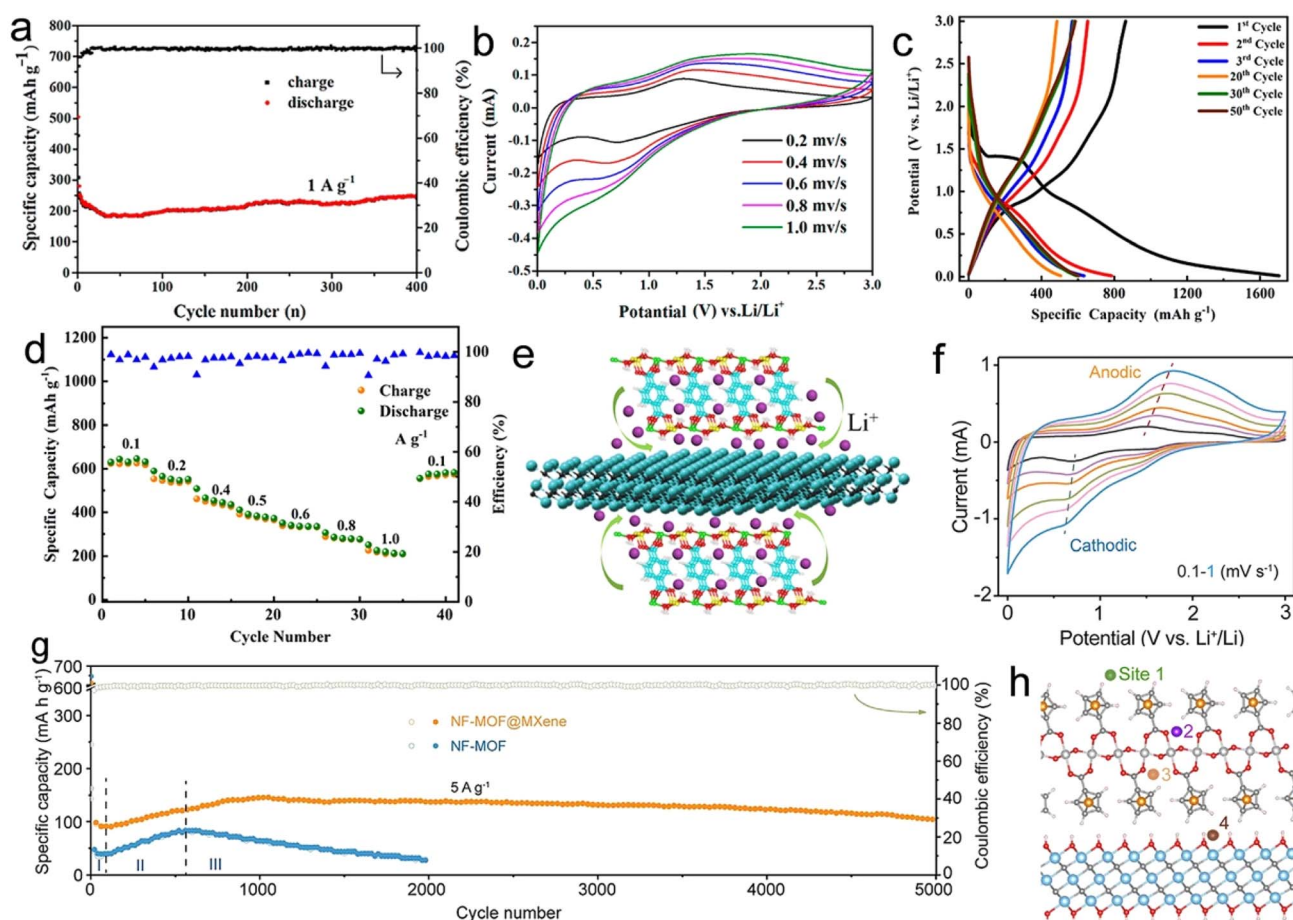 a
800
700
600
500
400
300
200
100
0
Specific capacity (mAh g⁻¹)
charge
discharge
1 A g⁻¹
100
80
60
40
20
0
Coulombic efficiency (%)
0
100
200
300
400
Cycle number (n)
b
0.2
0.1
0.0
-0.1
-0.2
-0.3
-0.4
-0.5
Current (mA)
0.2 mv/s
0.4 mv/s
0.6 mv/s
0.8 mv/s
1.0 mv/s
0.0
0.5
1.0
1.5
2.0
2.5
3.0
Potantial (V) vs.Li/Li⁺
c
3.0
2.5
2.0
1.5
1.0
0.5
0.0
Potential (V vs. Li/Li⁺)
1ˢᵗ Cycle
2ⁿᵈ Cycle
3ʳᵈ Cycle
20ᵗʰ Cycle
30ᵗʰ Cycle
50ᵗʰ Cycle
0
400
800
1200
1600
Specific Capacity (mAh g⁻¹)
d
1200
1000
800
600
400
200
0
Specific Capacity (mAh g⁻¹)
Charge
Discharge
A g⁻¹
0.1
0.2
0.4
0.5
0.6
0.8
1.0
0.1
100
80
60
40
20
0
Efficiency (%)
0
10
20
30
40
Cycle Number
e
Li⁺
f
1
0
-1
-2
Current (mA)
Anodic
Cathodic
0.1-1 (mV s⁻¹)
0
1
2
3
Potential (V vs. Li⁺/Li)
g
700
600
300
200
150
100
50
0
Specific capacity (mA h g⁻¹)
NF-MOF@MXene
NF-MOF
5 A g⁻¹
I
II
III
100
80
60
40
20
0
Coulombic efficiency (%)
0
1000
2000
3000
4000
5000
Cycle number
h
Site 1
2
3
4